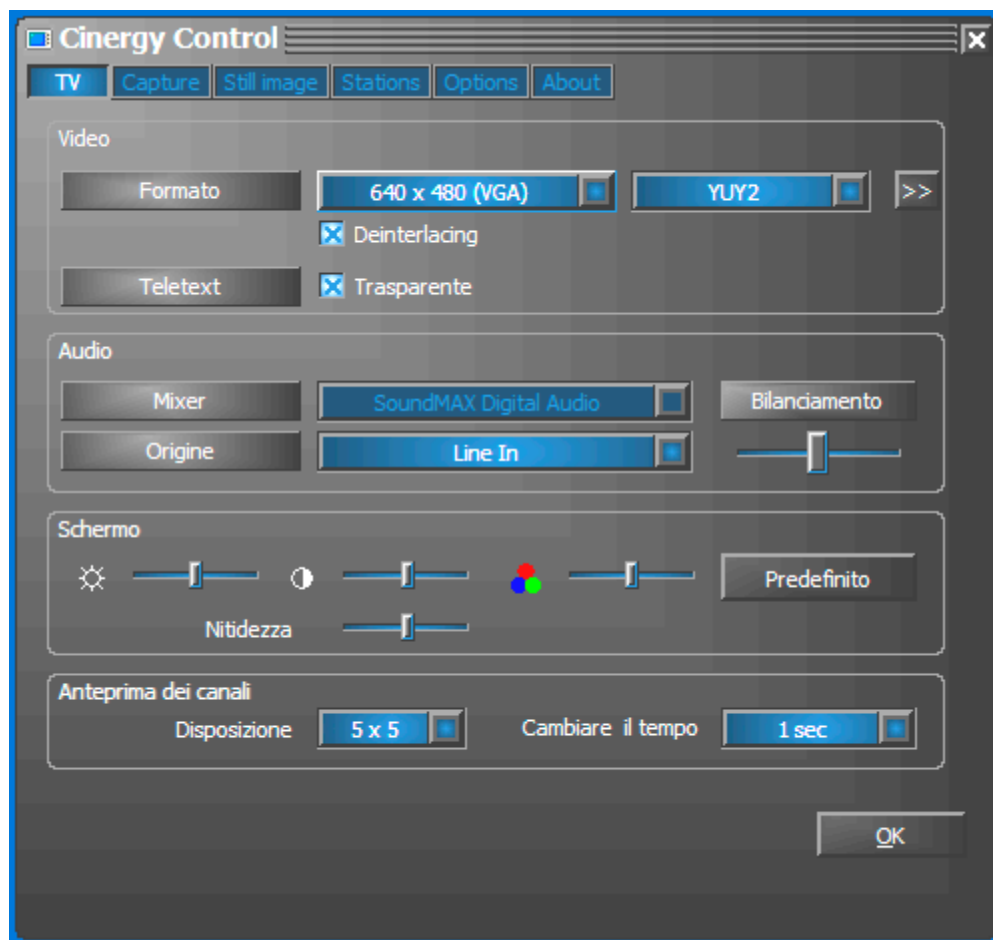 Cinergy Control
TV Capture Still image Stations Options About
Video
Formato 640 x 480 (VGA) YUY2 >>
Deinterlacing
Teletext Trasparente
Audio
Mixer SoundMAX Digital Audio Bilanciamento
Origine Line In
Schermo
Predefinito
Nitidezza
Anteprima dei canali
Disposizione 5 x 5 Cambiare il tempo 1 sec
OK